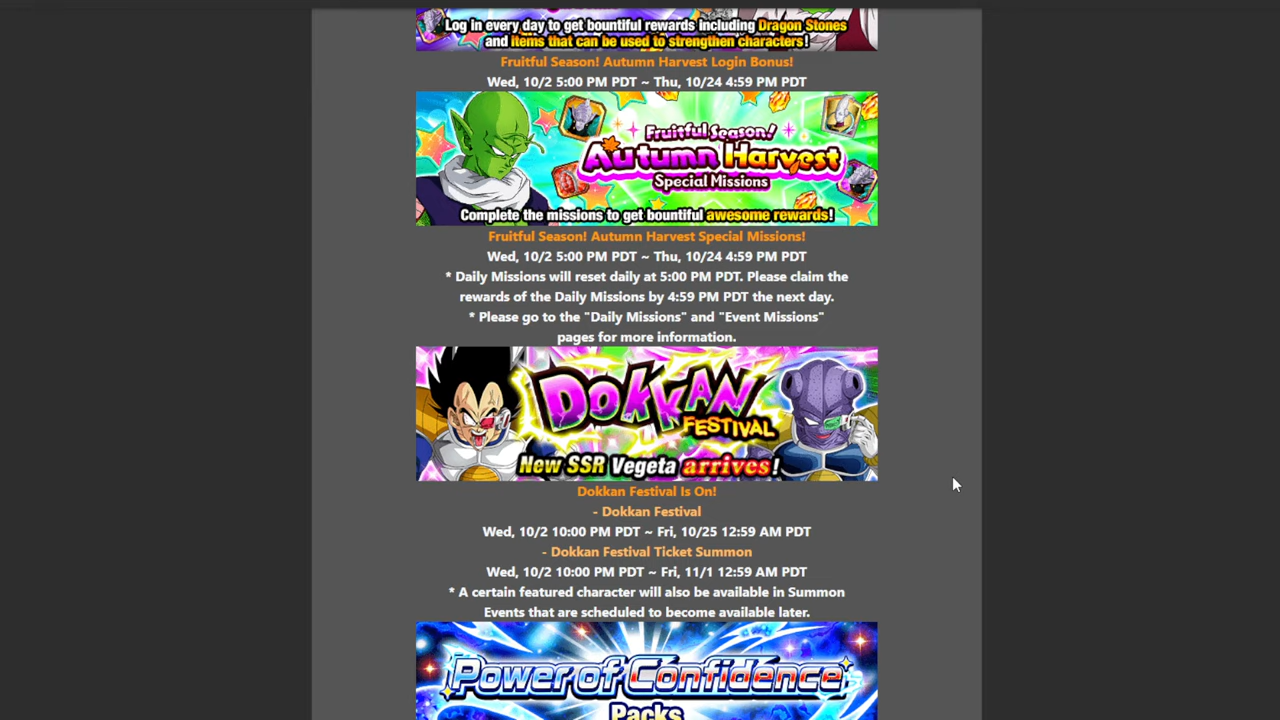 Log in every day to get bountiful rewards including Dragon Stones
and items that can be used to strengthen characters!
Fruitful Season! Autumn Harvest Login Bonus!
Wed, 10/2 5:00 PM PDT ~ Thu, 10/24 4:59 PM PDT
Fruitful Season!
Autumn Harvest
Special Missions
Complete the missions to get bountiful awesome rewards!
Fruitful Season! Autumn Harvest Special Missions!
Wed, 10/2 5:00 PM PDT ~ Thu, 10/24 4:59 PM PDT
* Daily Missions will reset daily at 5:00 PM PDT. Please claim the
rewards of the Daily Missions by 4:59 PM PDT the next day.
* Please go to the "Daily Missions" and "Event Missions"
pages for more information.
DOKKAN
FESTIVAL
New SSR Vegeta arrives!
Dokkan Festival Is On!
- Dokkan Festival
Wed, 10/2 10:00 PM PDT ~ Fri, 10/25 12:59 AM PDT
- Dokkan Festival Ticket Summon
Wed, 10/2 10:00 PM PDT ~ Fri, 11/1 12:59 AM PDT
* A certain featured character will also be available in Summon
Events that are scheduled to become available later.
Power of Confidence
Packs